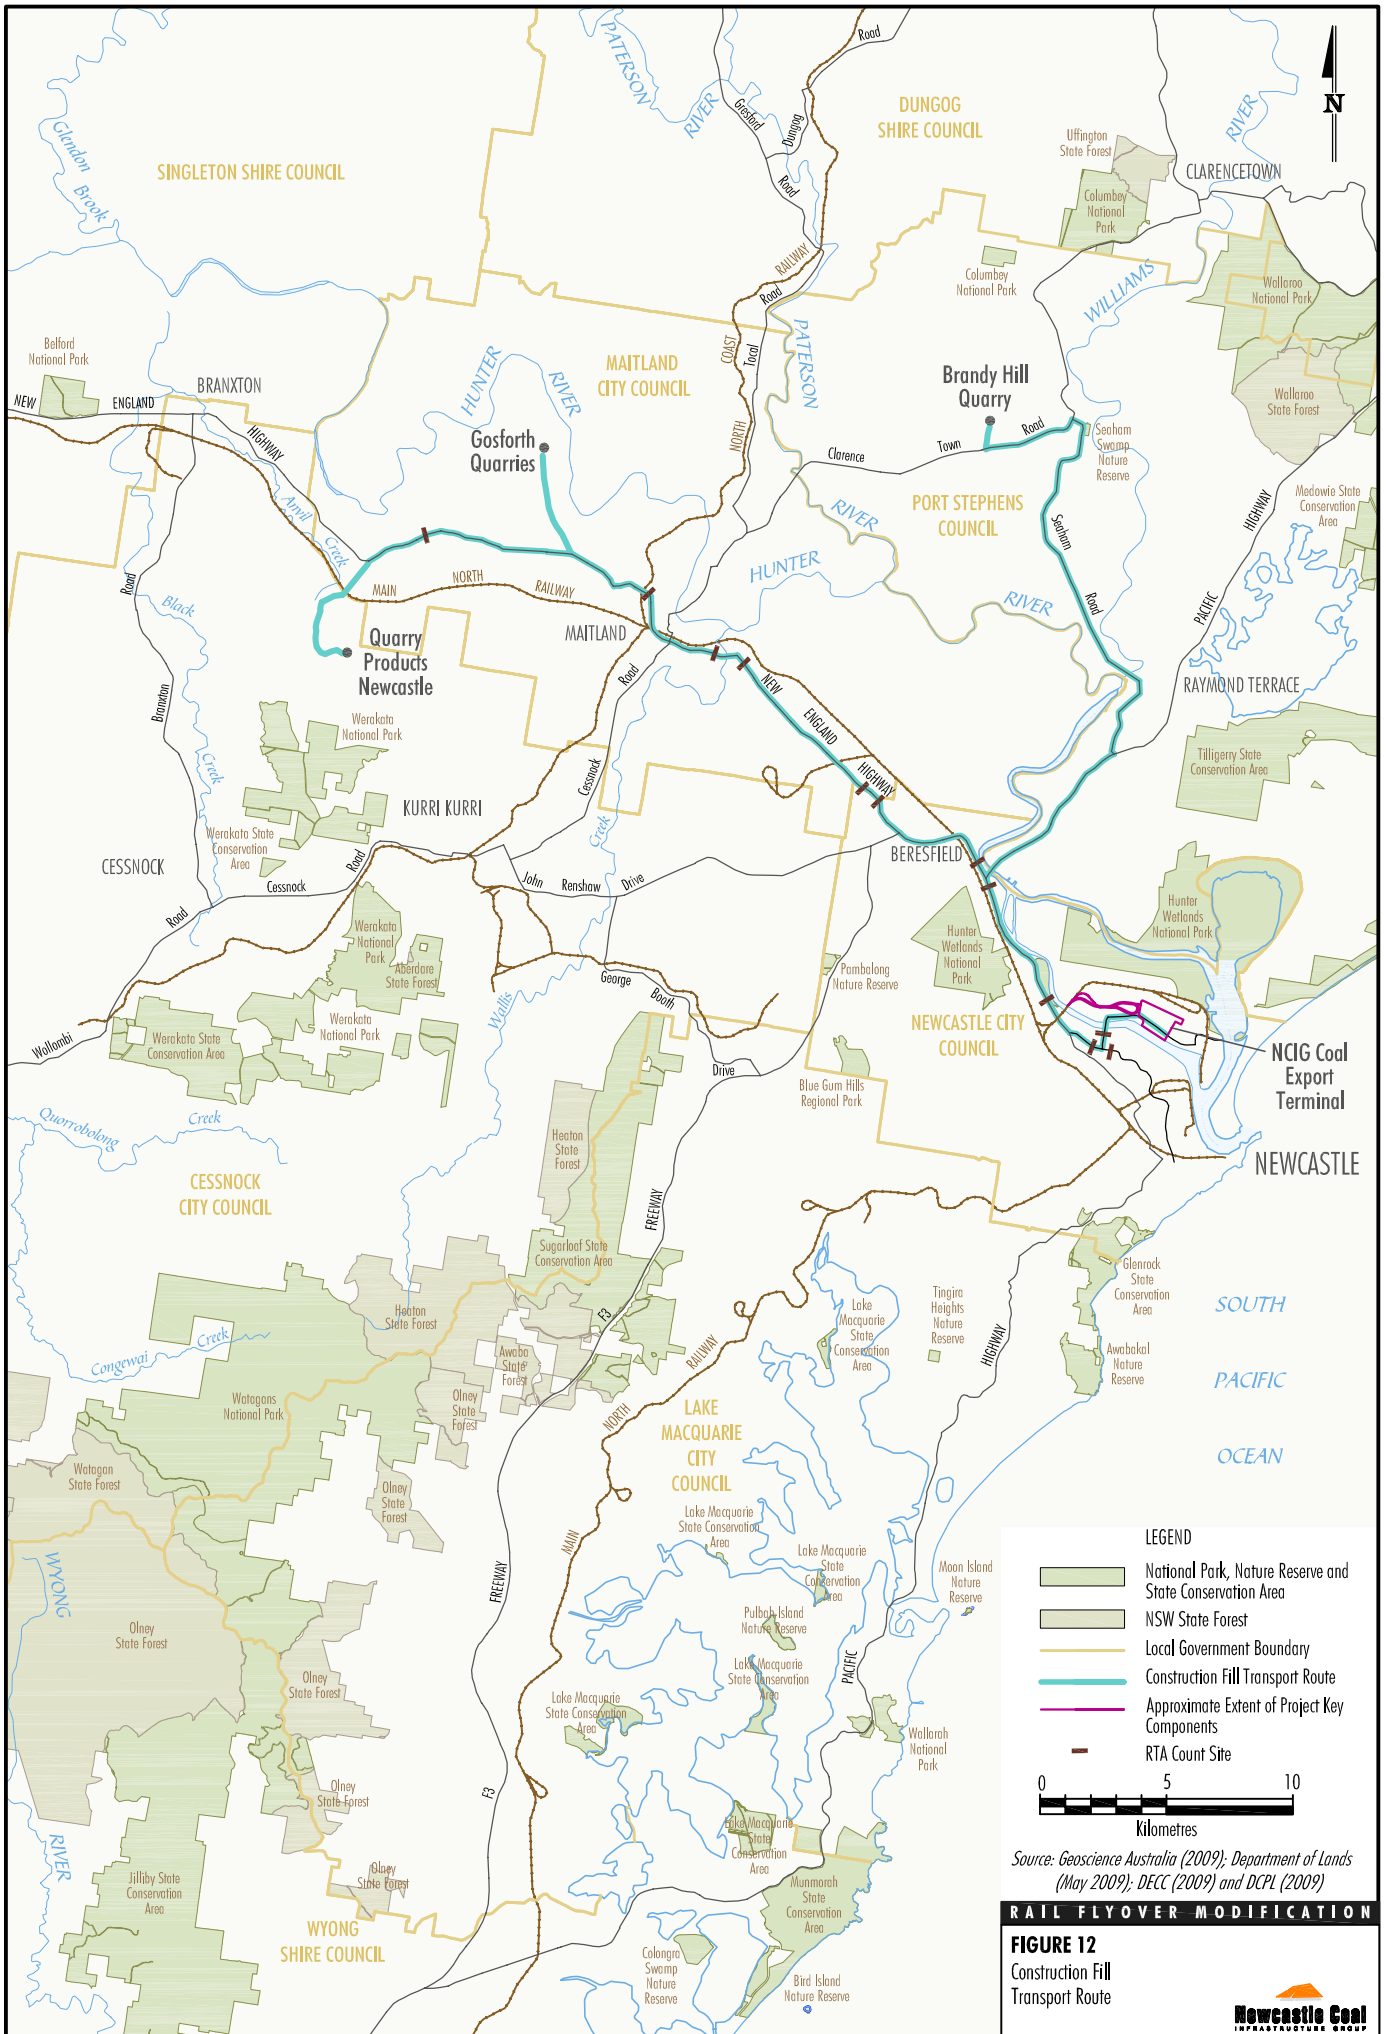 PATERSON
RIVER
Road
DUNGOG
SHIRE COUNCIL
Gresford
Road
Dungog
Road
RIVER
N
Uffington
State Forest
CLARENCETOWN
Glendon
Brook
SINGLETON SHIRE COUNCIL
Columbey
National
Park
RAILWAY
Road
Columbey
National Park
WILLIAMS
Wallaroo
National Park
Belford
National Park
BRANXTON
MAITLAND
CITY COUNCIL
COAST
Tocal
NORTH
PATERSON
HUNTER
RIVER
Brandy Hill
Quarry
Wallaroo
State Forest
NEW
ENGLAND
HIGHWAY
Gosforth
Quarries
Clarence
Town
Road
Seaham
Swamp
Nature
Reserve
Anvil
Creek
PORT STEPHENS
COUNCIL
Medowie State
Conservation
Area
HIGHWAY
PACIFIC
RIVER
HUNTER
RIVER
Seaham
Road
MAIN
NORTH
RAILWAY
Road
Black
Creek
Branxton
MAITLAND
Road
Quarry
Products
Newcastle
NEW
ENGLAND
HIGHWAY
RAYMOND TERRACE
Werakata
National Park
Tilligerry State
Conservation Area
Cessnock
Creek
KURRI KURRI
Werakata State
Conservation
Area
CESSNOCK
Road
Cessnock
Road
John
Renshaw
Drive
BERESFIELD
Werakata
National
Park
Aberdare
State Forest
Hunter
Wetlands
National
Park
Hunter
Wetlands
National Park
Pambalong
Nature Reserve
George
Booth
Drive
Wallis
Wollombi
Werakata State
Conservation Area
Werakata
National Park
NEWCASTLE CITY
COUNCIL
NCIG Coal
Export
Terminal
Blue Gum Hills
Regional Park
Quorrobolong
Creek
Heaton
State
Forest
NEWCASTLE
CESSNOCK
CITY COUNCIL
FREEWAY
Sugarloaf State
Conservation Area
F3
Glenrock
State
Conservation
Area
SOUTH
PACIFIC
OCEAN
Heaton
State Forest
Lake
Macquarie
State
Conservation
Area
Tingira
Heights
Nature
Reserve
HIGHWAY
Awabakal
Nature
Reserve
Congewai
Creek
Awaba
State
Forest
RAILWAY
NORTH
Watagans
National Park
Olney
State
Forest
LAKE
MACQUARIE
CITY
COUNCIL
Watagan
State Forest
Olney
State
Forest
Lake Macquarie
State Conservation
Area
MAIN
FREEWAY
Lake Macquarie
State
Conservation
Area
Moon Island
Nature
Reserve
WYONG
Olney
State Forest
Pulbah Island
Nature Reserve
Olney
State Forest
Lake Macquarie
State Conservation
Area
PACIFIC
Lake Macquarie
State Conservation
Area
Wallarah
National
Park
F3
Olney
State Forest
Lake Macquarie
State
Conservation
Area
RIVER
Jilliby State
Conservation
Area
Olney
State Forest
Munmorah
State
Conservation
Area
WYONG
SHIRE COUNCIL
Colongra
Swamp
Nature
Reserve
Bird Island
Nature Reserve
LEGEND
National Park, Nature Reserve and
State Conservation Area
NSW State Forest
Local Government Boundary
Construction Fill Transport Route
Approximate Extent of Project Key
Components
RTA Count Site
0 5 10
Kilometres
Source: Geoscience Australia (2009); Department of Lands
(May 2009); DECC (2009) and DCPL (2009)
RAIL FLYOVER MODIFICATION
FIGURE 12
Construction Fill
Transport Route
Newcastle Coal
INFRASTRUCTURE GROUP